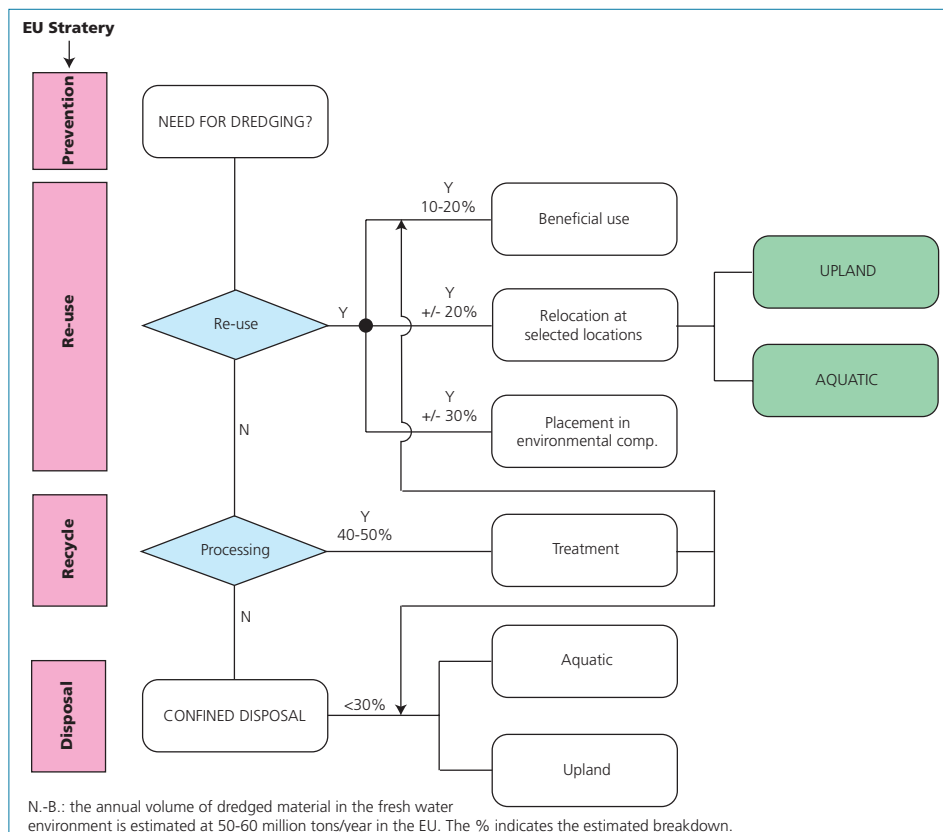 EU Stratery
Prevention
NEED FOR DREDGING?
Re-use
Y
10-20%
Beneficial use
Re-use
Y
Y
+/- 20%
Relocation at
selected locations
UPLAND
AQUATIC
Y
+/- 30%
Placement in
environmental comp.
N
Recycle
Processing
Y
40-50%
Treatment
N
Disposal
CONFINED DISPOSAL
<30%
Aquatic
Upland
N.-B.: the annual volume of dredged material in the fresh water
environment is estimated at 50-60 million tons/year in the EU. The % indicates the estimated breakdown.